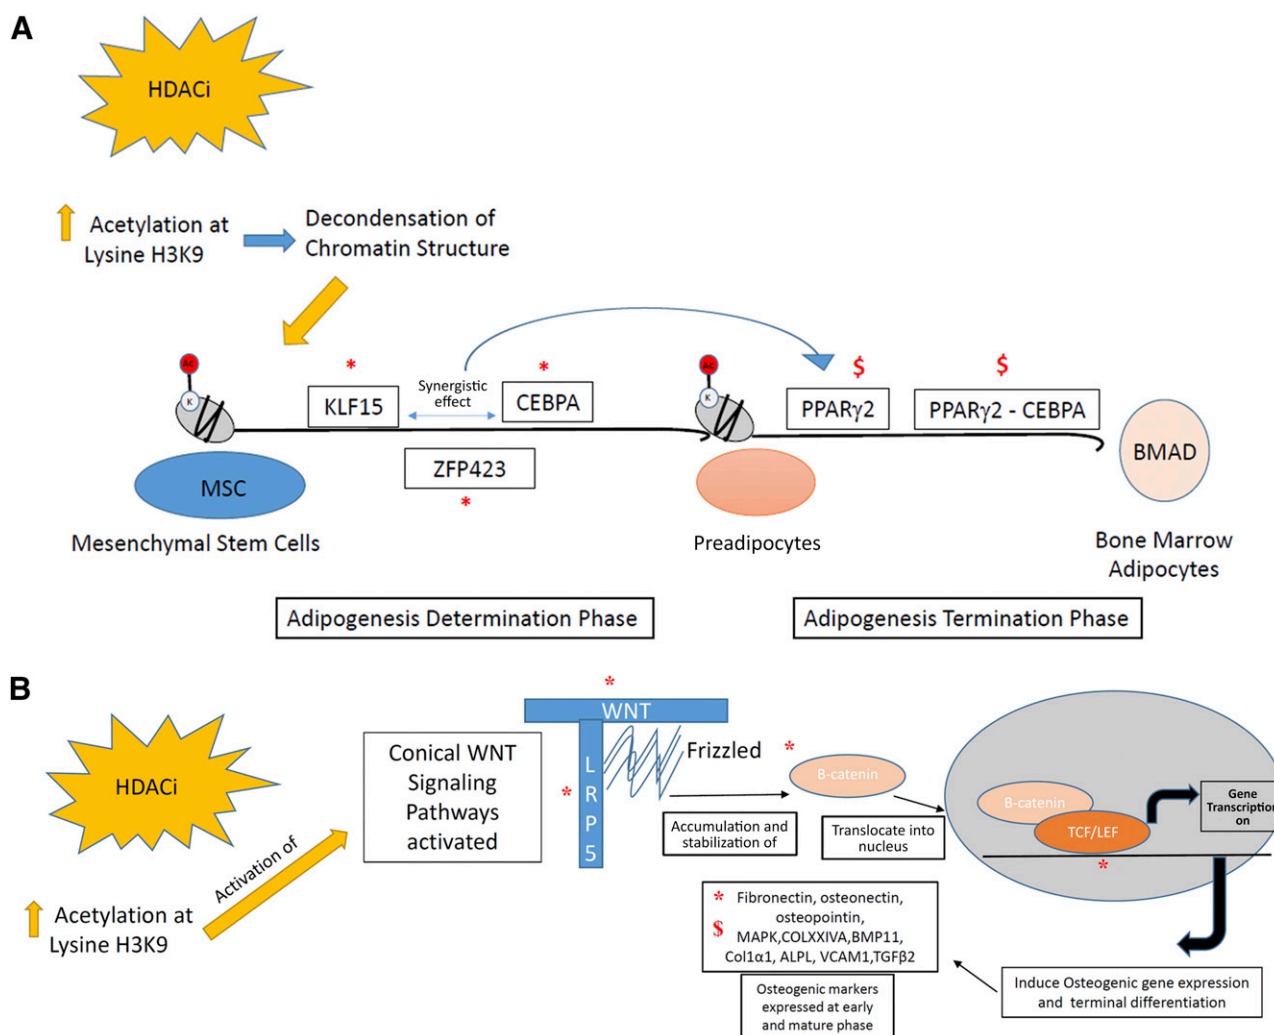 A
HDACi
Acetylation at
Lysine H3K9
Decondensation of
Chromatin Structure
* * $ $
Ac
K
KLF15
Synergistic
effect
CEBPA
Ac
K
PPARγ2
PPARγ2 - CEBPA
ZFP423
*
MSC
BMAD
Mesenchymal Stem Cells
Preadipocytes
Bone Marrow
Adipocytes
Adipogenesis Determination Phase
Adipogenesis Termination Phase
B
HDACi
Acetylation at
Lysine H3K9
Activation of
Conical WNT
Signaling
Pathways
activated
*
WNT
*
L
R
P
5
Frizzled
*
B-catenin
Accumulation and
stabilization of
Translocate into
nucleus
B-catenin
TCF/LEF
*
Gene
Transcription
on
* Fibronectin, osteonectin,
osteopointin,
$ MAPK,COLXXIVA,BMP11,
Col1α1, ALPL, VCAM1,TGFβ2
Osteogenic markers
expressed at early
and mature phase
Induce Osteogenic gene expression
and terminal differentiation